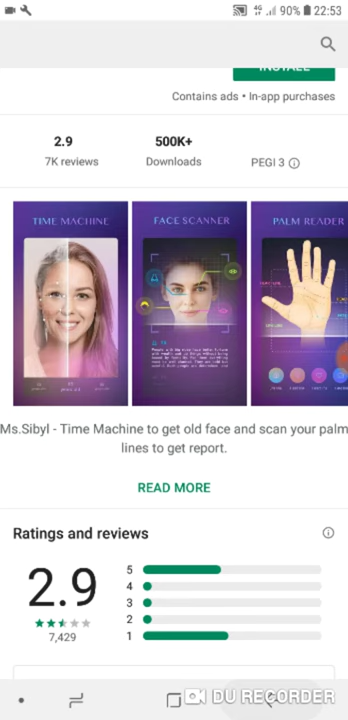 4G 90% 22:53
INSTALL
Contains ads • In-app purchases
2.9
7K reviews
500K+
Downloads
PEGI 3
TIME MACHINE
FACE SCANNER
PALM READER
Ms.Sibyl - Time Machine to get old face and scan your palm
lines to get report.
READ MORE
Ratings and reviews
2.9
7,429
5
4
3
2
1
DU RECORDER